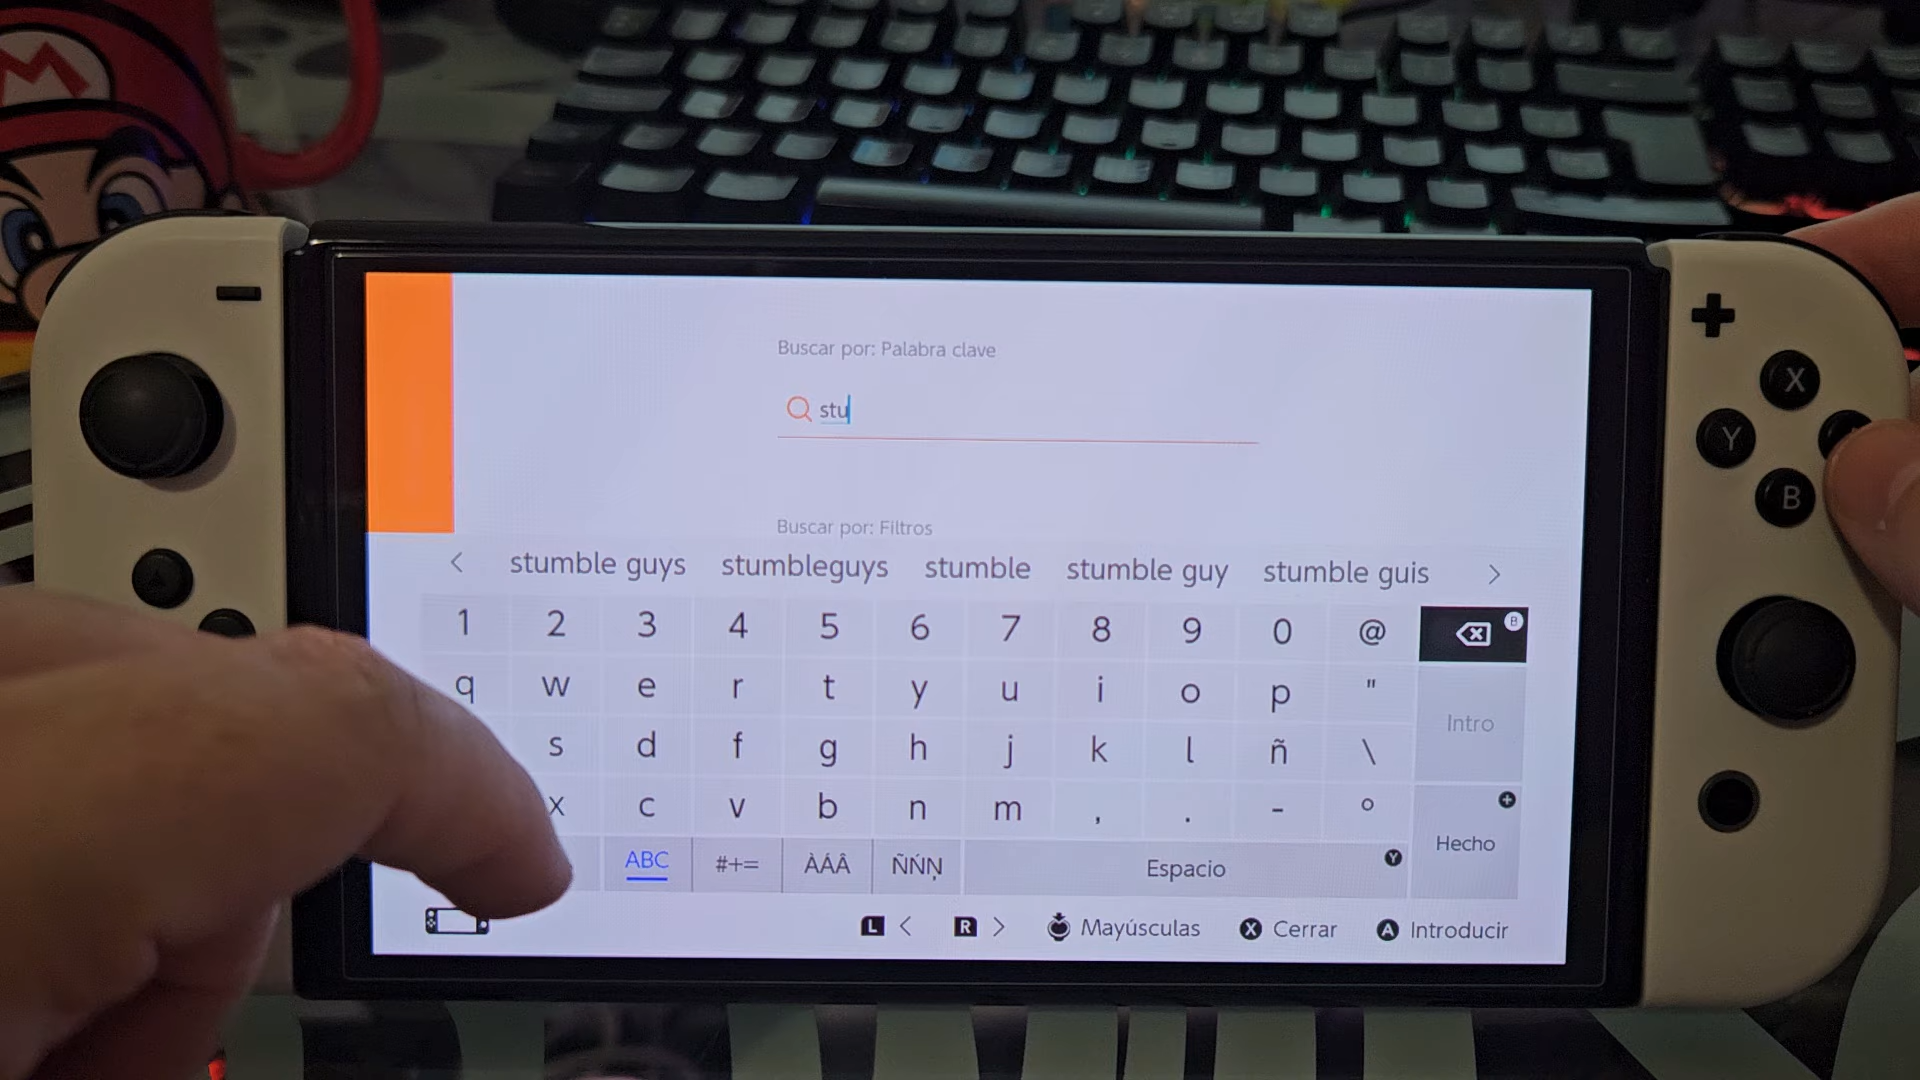 M
Buscar por: Palabra clave
stu
Buscar por: Filtros
< stumble guys stumbleguys stumble stumble guy stumble guis >
1 2 3 4 5 6 7 8 9 0 @ B
q w e r t y u i o p " Intro
s d f g h j k l ñ \
x c v b n m , . - º
Hecho
ABC #+= ÀÁÂ ÑŃŅ Espacio Y
L < R > Mayúsculas X Cerrar A Introducir
X
Y
B